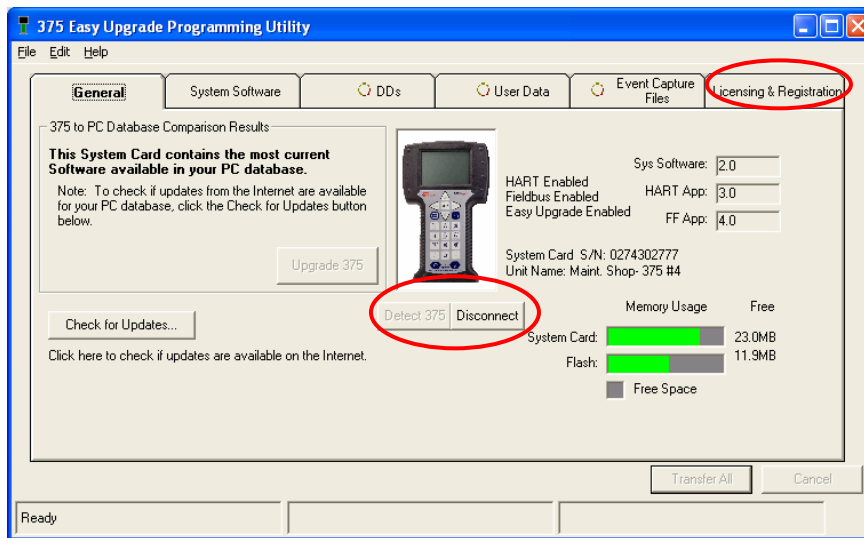 375 Easy Upgrade Programming Utility
File Edit Help
General
System Software
DDs
User Data
Event Capture
Files
Licensing & Registration
375 to PC Database Comparison Results
This System Card contains the most current
Software available in your PC database.
Note: To check if updates from the Internet are available
for your PC database, click the Check for Updates button
below.
Upgrade 375
Check for Updates...
Click here to check if updates are available on the Internet.
Detect 375 Disconnect
HART Enabled
Fieldbus Enabled
Easy Upgrade Enabled
Sys Software: 2.0
HART App: 3.0
FF App: 4.0
System Card S/N: 0274302777
Unit Name: Maint. Shop- 375 #4
Memory Usage Free
System Card: 23.0MB
Flash: 11.9MB
Free Space
Transfer All Cancel
Ready